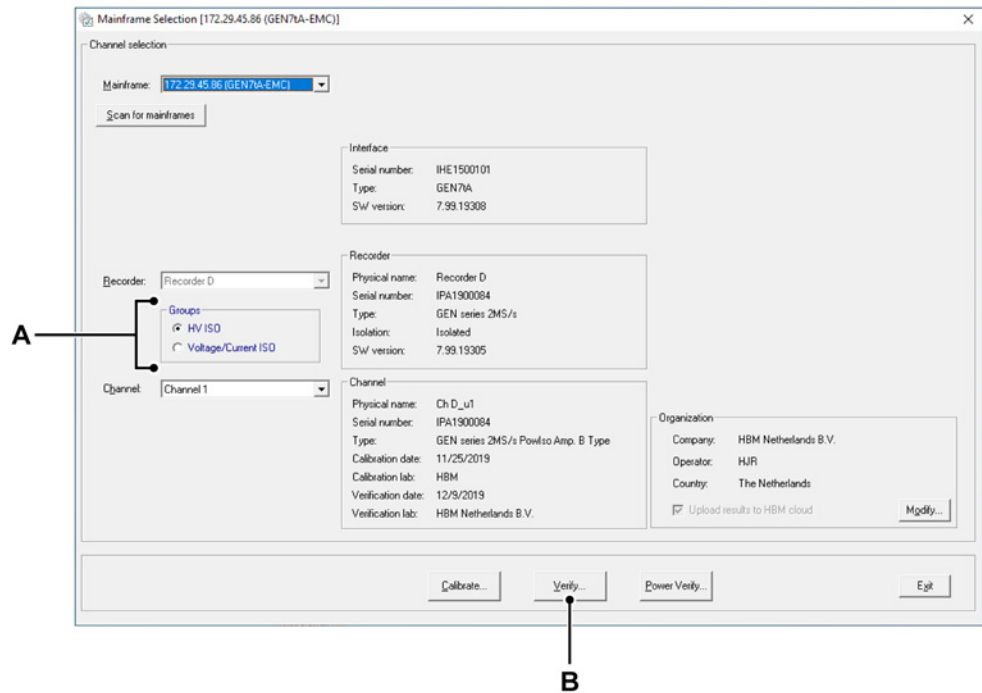 Mainframe Selection [172.29.45.86 (GEN7tA-EMC)]
Channel selection
Mainframe: 172.29.45.86 (GEN7tA-EMC)
Scan for mainframes
Interface
Serial number: IHE1500101
Type: GEN7tA
SW version: 7.99.19308
Recorder: Recorder D
Recorder
Physical name: Recorder D
Serial number: IPA1900084
Type: GEN series 2MS/s
Isolation: Isolated
SW version: 7.99.19305
A
Groups
HV ISO
Voltage/Current ISO
Channel: Channel 1
Channel
Physical name: Ch D_u1
Serial number: IPA1900084
Type: GEN series 2MS/s PowIso Amp. B Type
Calibration date: 11/25/2019
Calibration lab: HBM
Verification date: 12/9/2019
Verification lab: HBM Netherlands B.V.
Organization
Company: HBM Netherlands B.V.
Operator: HJR
Country: The Netherlands
Upload results to HBM cloud
Modify...
Calibrate... Verify... Power Verify... Exit
B